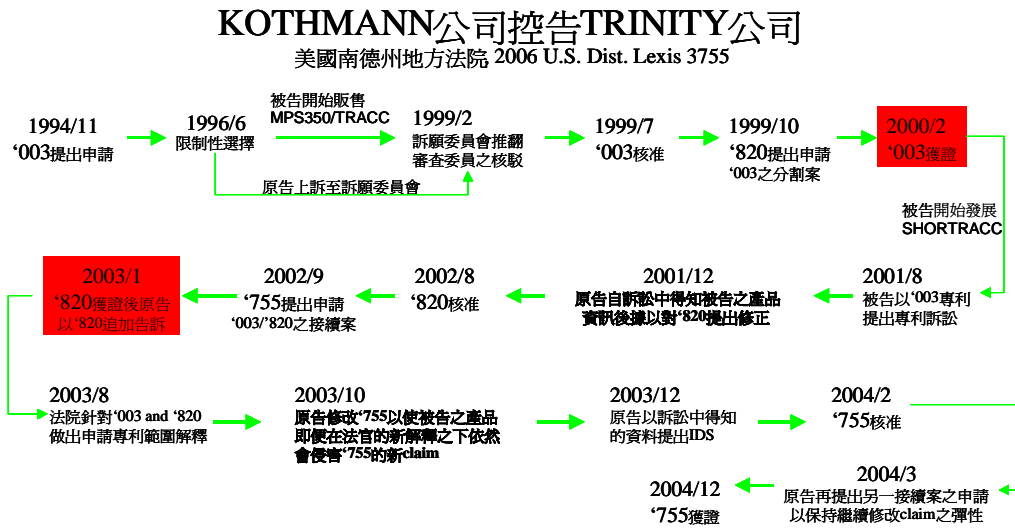 KOTHMANN公司控告TRINITY公司
美國南德州地方法院, 2006 U.S. Dist. Lexis 3755
1994/11
‘003提出申請
1996/6
限制性選擇
被告開始販售
MPS350/TRACC
原告上訴至訴願委員會
1999/2
訴願委員會推翻
審查委員之核駁
1999/7
‘003核准
1999/10
‘820提出申請
‘003之分割案
2000/2
‘003獲證
被告開始發展
SHORTRACC
2001/8
被告以‘003專利
提出專利訴訟
2001/12
原告自訴訟中得知被告之產品
資訊後據以對‘820提出修正
2002/8
‘820核准
2002/9
‘755提出申請
‘003/‘820之接續案
2003/1
‘820獲證後原告
以‘820追加告訴
2003/8
法院針對‘003 and ‘820
做出申請專利範圍解釋
2003/10
原告修改‘755以使被告之產品
即便在法官的新解釋之下依然
會侵害‘755的新claim
2003/12
原告以訴訟中得知
的資料提出IDS
2004/2
‘755核准
2004/3
原告再提出另一接續案之申請
以保持繼續修改claim之彈性
2004/12
‘755獲證